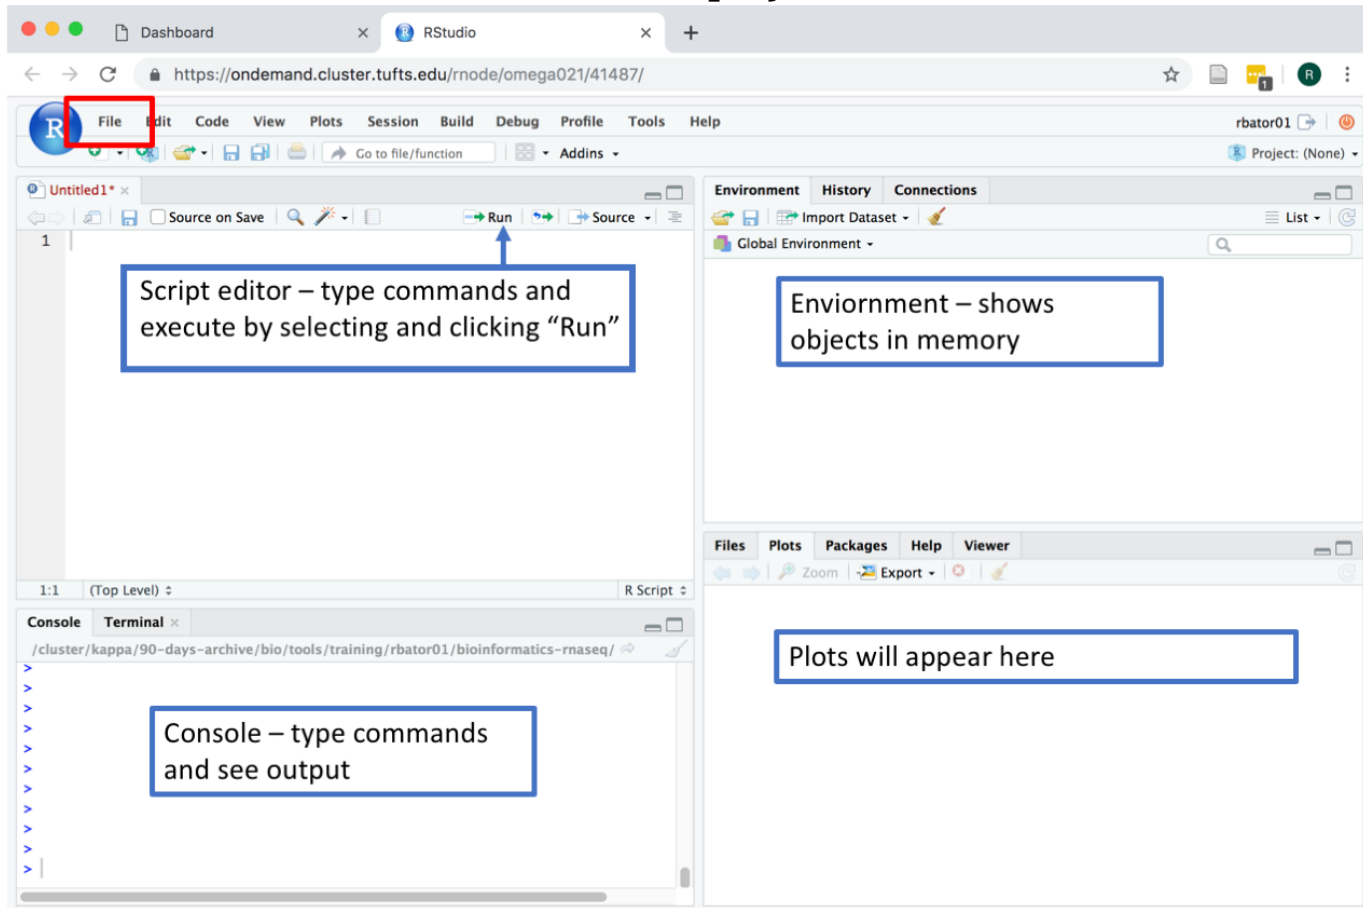 Dashboard
RStudio
https://ondemand.cluster.tufts.edu/rnode/omega021/41487/
1
R
R
File Edit Code View Plots Session Build Debug Profile Tools Help
rbator01
Go to file/function
Addins
Project: (None)
Untitled1*
Source on Save
Run
Source
1
Script editor – type commands and
execute by selecting and clicking “Run”
1:1 (Top Level)
R Script
Environment History Connections
Import Dataset
List
Global Environment
Enviornment – shows
objects in memory
Console Terminal
/cluster/kappa/90-days-archive/bio/tools/training/rbator01/bioinformatics-rnaseq/
>
>
>
>
>
>
>
>
>
>
>
Console – type commands
and see output
Files Plots Packages Help Viewer
Zoom
Export
Plots will appear here